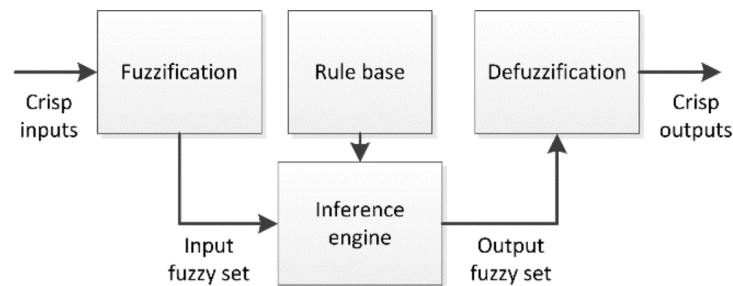 Fuzzification
Rule base
Defuzzification
Crisp
inputs
Crisp
outputs
Inference
engine
Input
fuzzy set
Output
fuzzy set